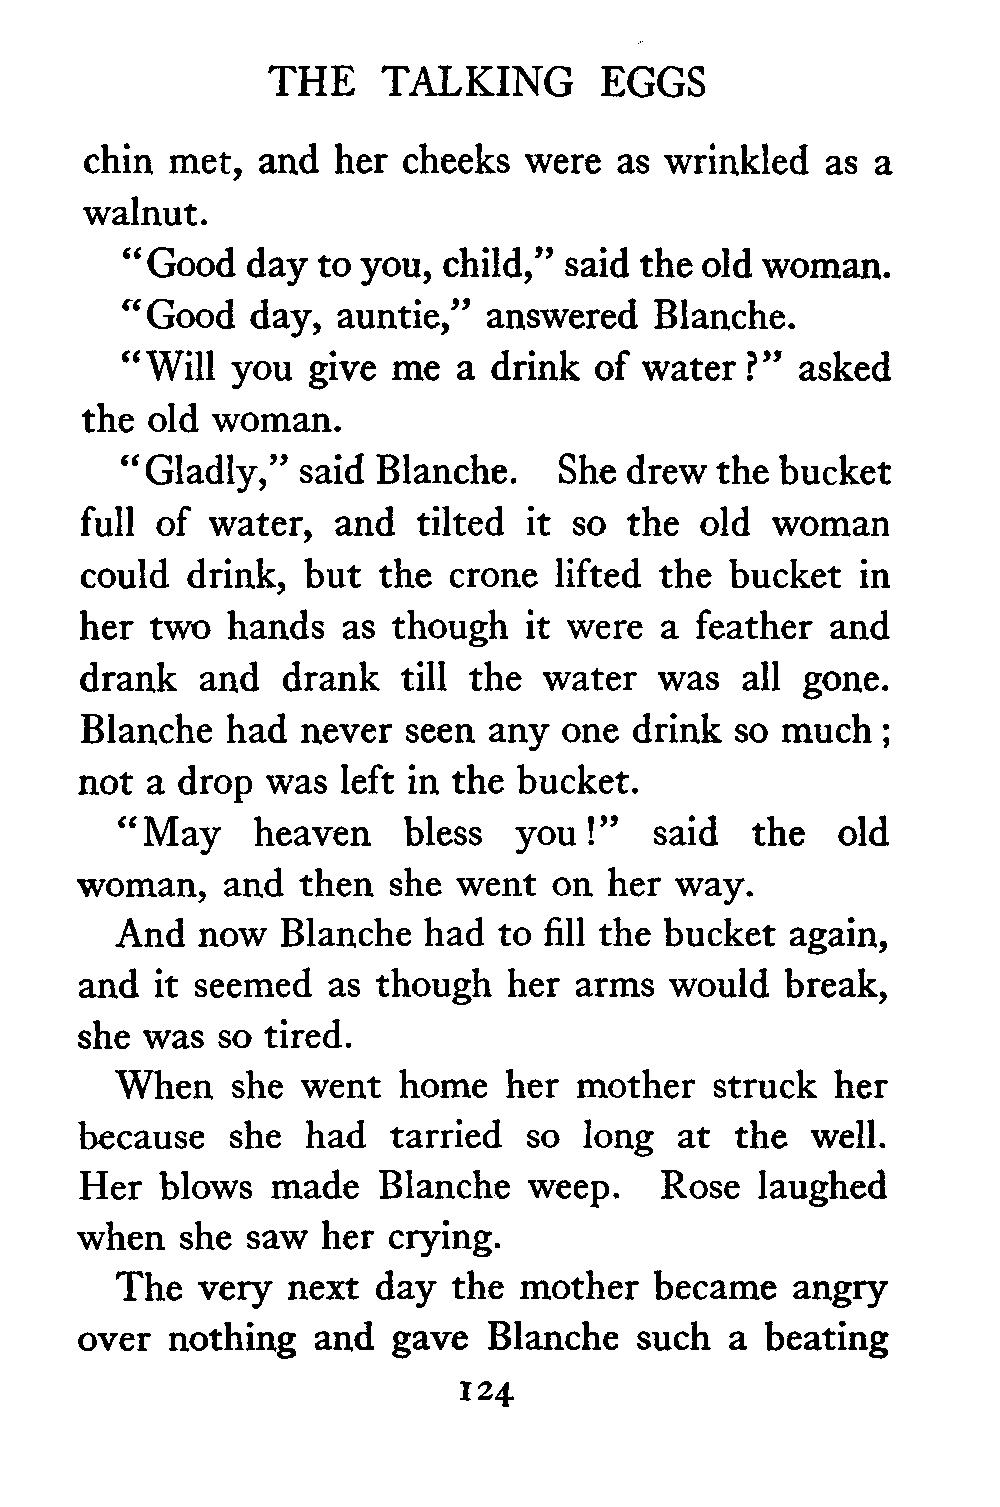 THE TALKING EGGS
chin met, and her cheeks were as wrinkled as a
walnut.
“Good day to you, child,” said the old woman.
“Good day, auntie,” answered Blanche.
“Will you give me a drink of water?” asked
the old woman.
“Gladly,” said Blanche. She drew the bucket
full of water, and tilted it so the old woman
could drink, but the crone lifted the bucket in
her two hands as though it were a feather and
drank and drank till the water was all gone.
Blanche had never seen any one drink so much;
not a drop was left in the bucket.
“May heaven bless you!” said the old
woman, and then she went on her way.
And now Blanche had to fill the bucket again,
and it seemed as though her arms would break,
she was so tired.
When she went home her mother struck her
because she had tarried so long at the well.
Her blows made Blanche weep. Rose laughed
when she saw her crying.
The very next day the mother became angry
over nothing and gave Blanche such a beating
124